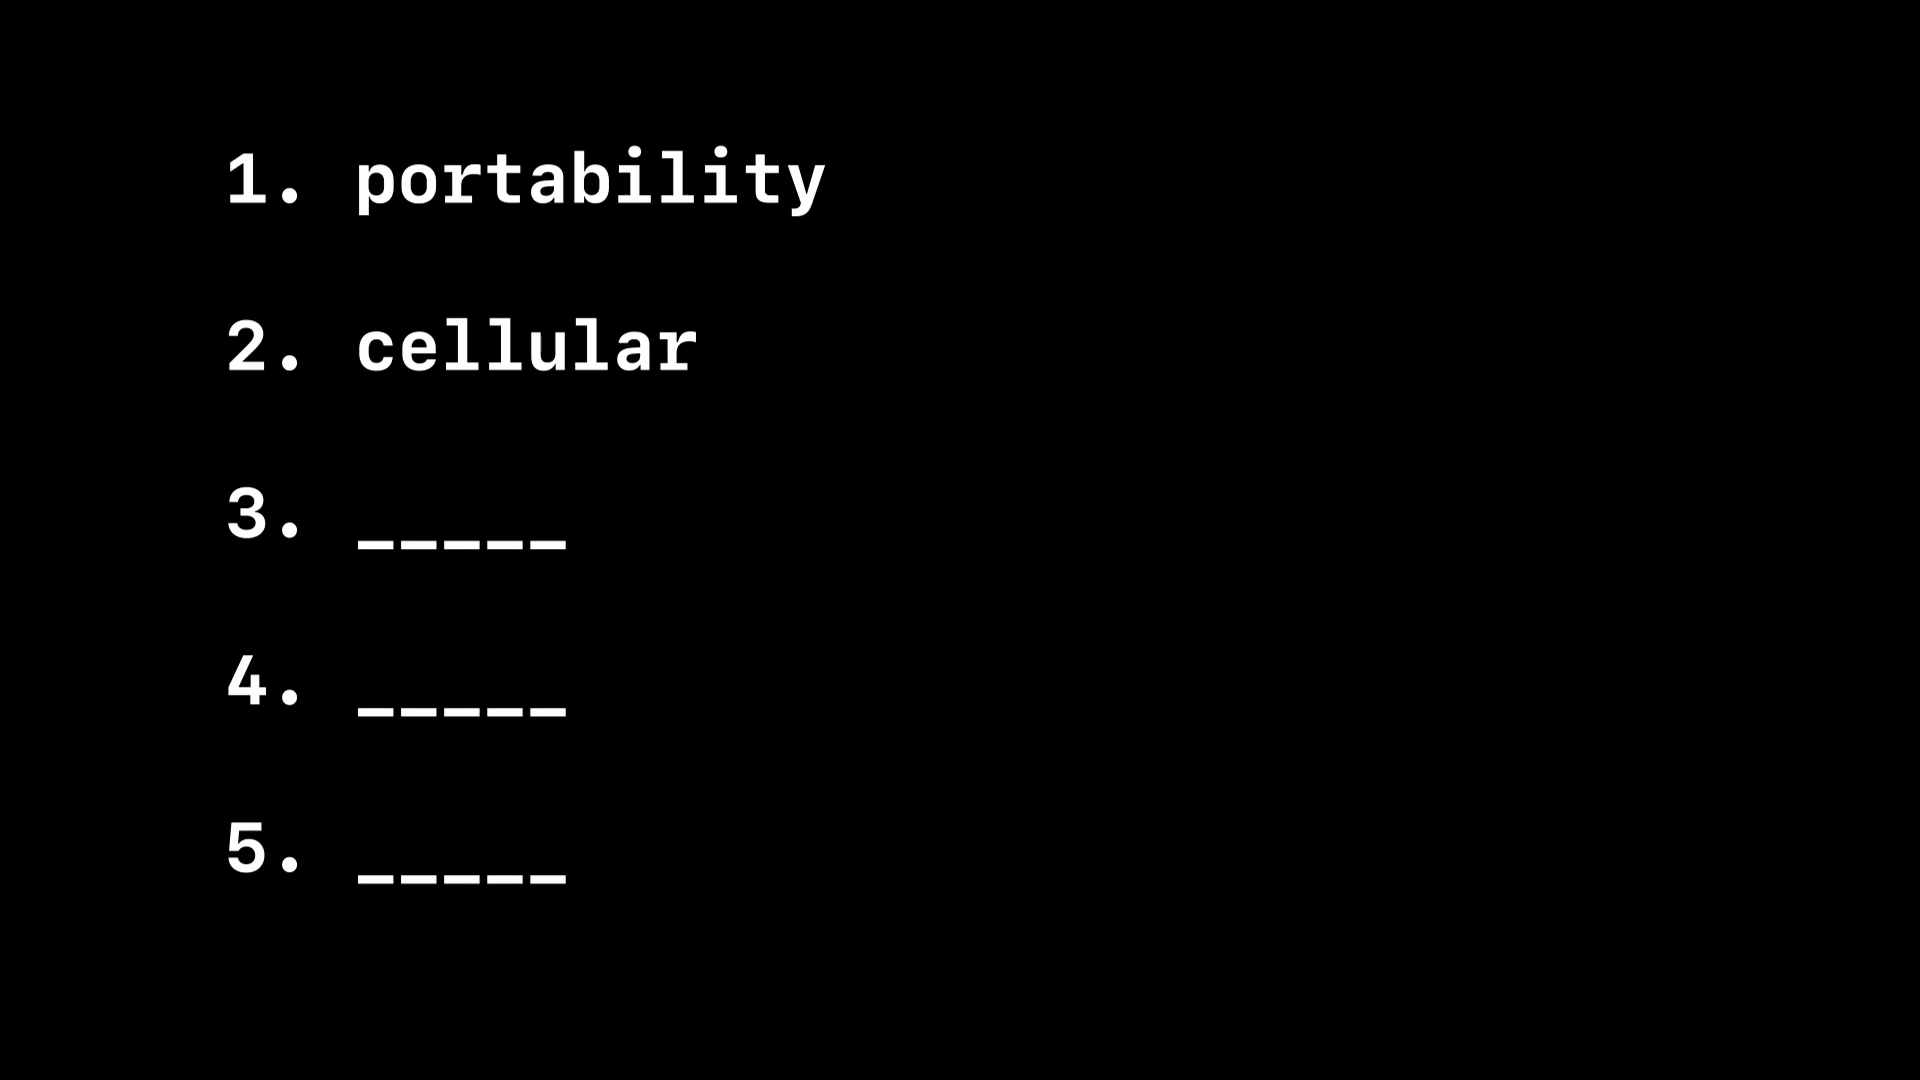 1. portability
2. cellular
3. _____
4. _____
5. _____